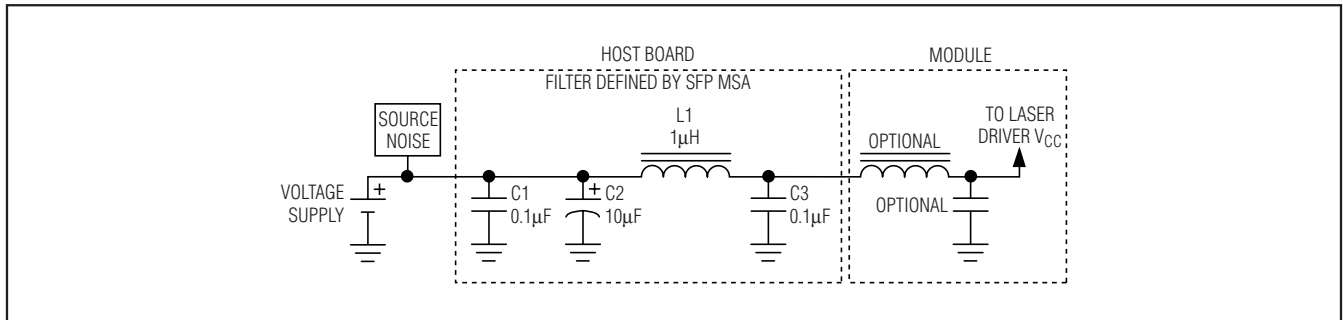 HOST BOARD
FILTER DEFINED BY SFP MSA
MODULE
SOURCE
NOISE
L1
1μH
OPTIONAL
TO LASER
DRIVER VCC
VOLTAGE
SUPPLY
+
C1
0.1μF
+
C2
10μF
C3
0.1μF
OPTIONAL